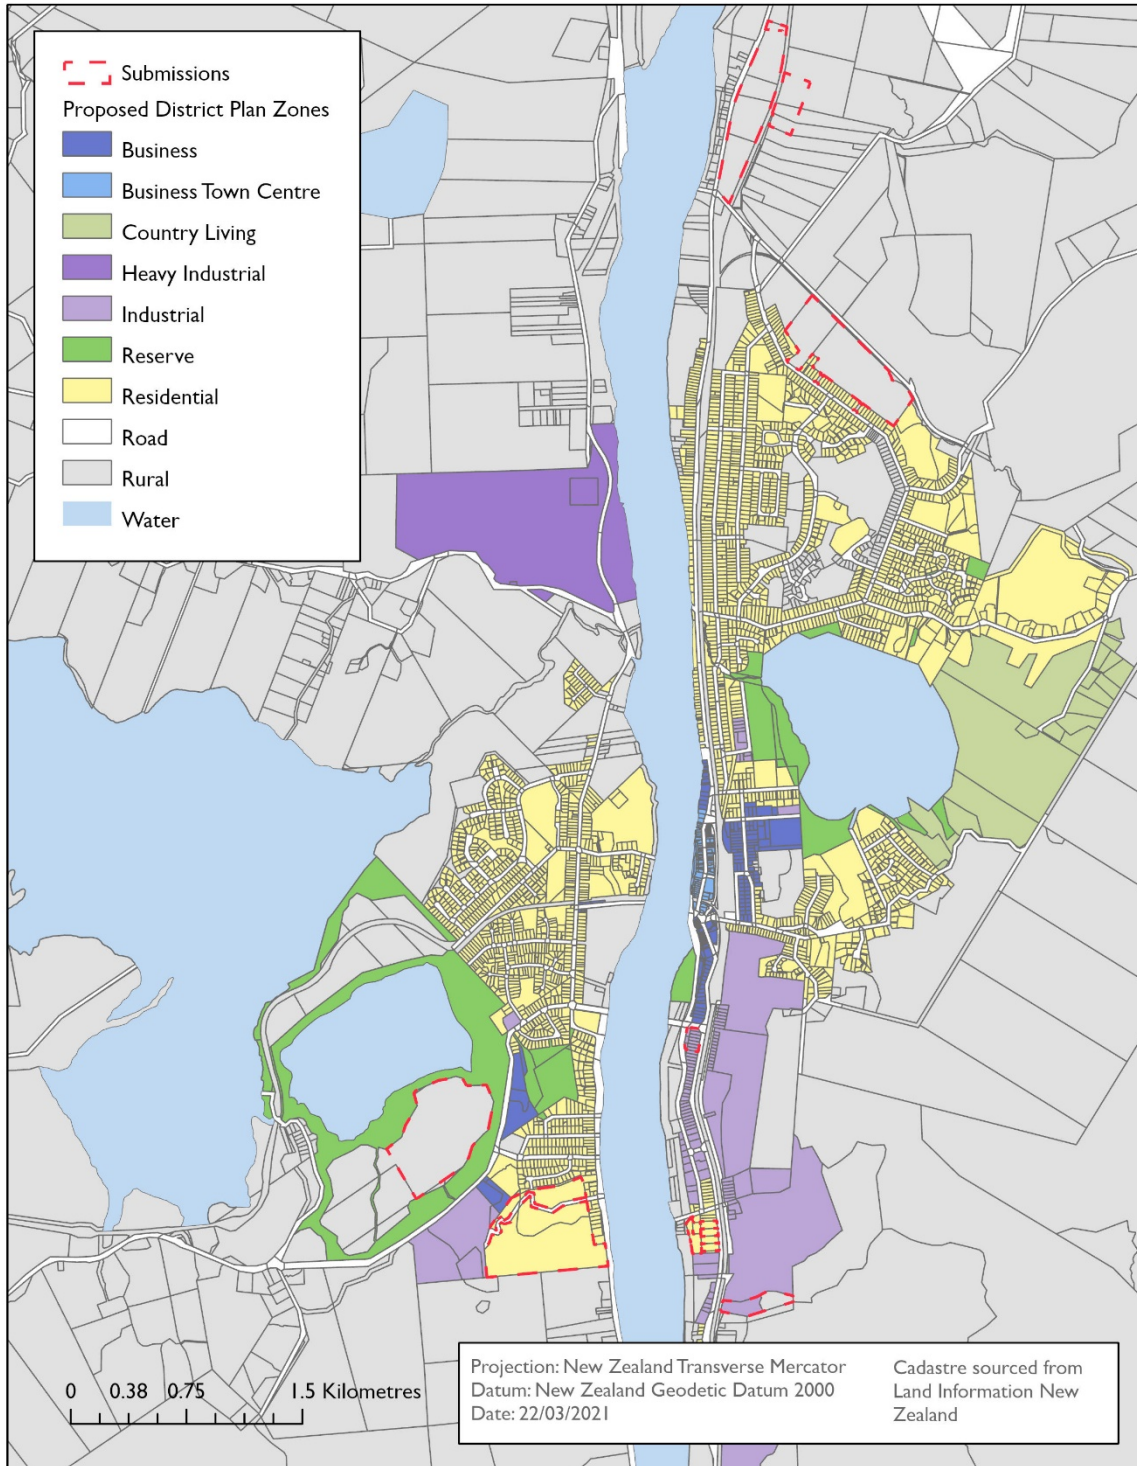 Submissions
Proposed District Plan Zones
Business
Business Town Centre
Country Living
Heavy Industrial
Industrial
Reserve
Residential
Road
Rural
Water
0 0.38 0.75 1.5 Kilometres
Projection: New Zealand Transverse Mercator
Datum: New Zealand Geodetic Datum 2000
Date: 22/03/2021
Cadastre sourced from
Land Information New
Zealand